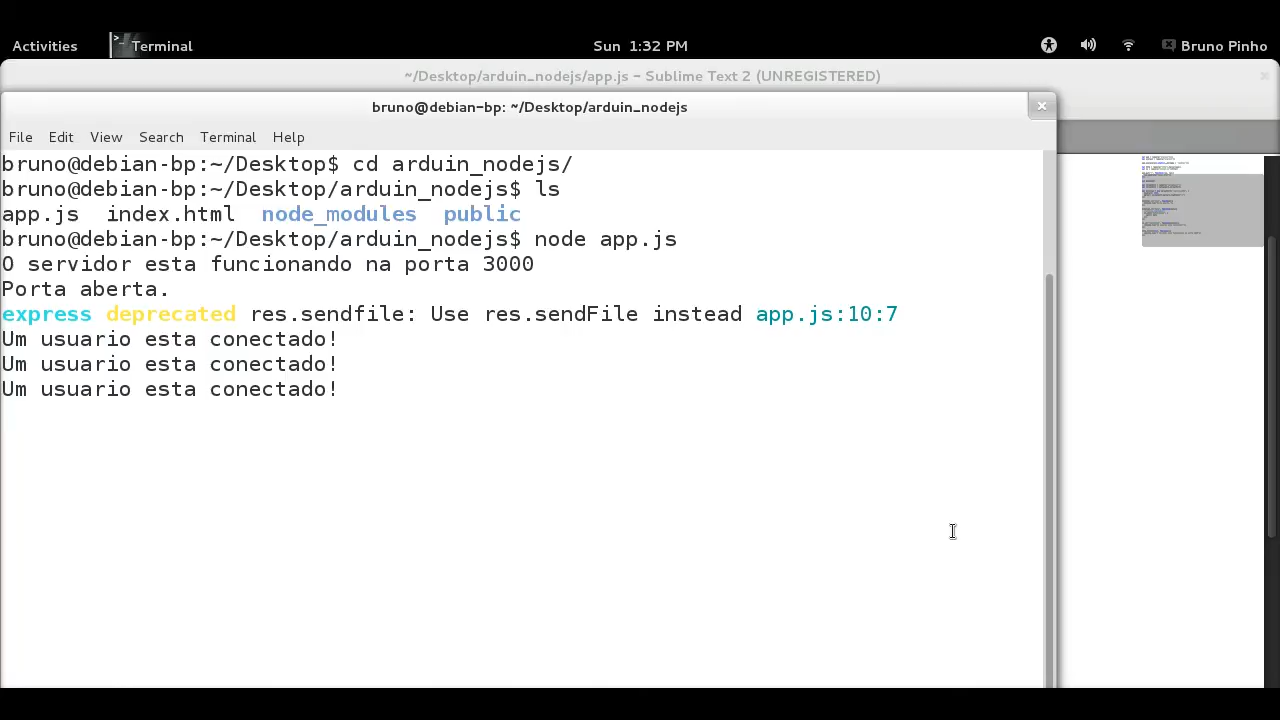 Activities
Terminal
Sun 1:32 PM
Bruno Pinho
~/Desktop/arduin_nodejs/app.js - Sublime Text 2 (UNREGISTERED)
bruno@debian-bp: ~/Desktop/arduin_nodejs
File Edit View Search Terminal Help
bruno@debian-bp:~/Desktop$ cd arduin_nodejs/
bruno@debian-bp:~/Desktop/arduin_nodejs$ ls
app.js index.html node_modules public
bruno@debian-bp:~/Desktop/arduin_nodejs$ node app.js
O servidor esta funcionando na porta 3000
Porta aberta.
express deprecated res.sendfile: Use res.sendFile instead app.js:10:7
Um usuario esta conectado!
Um usuario esta conectado!
Um usuario esta conectado!